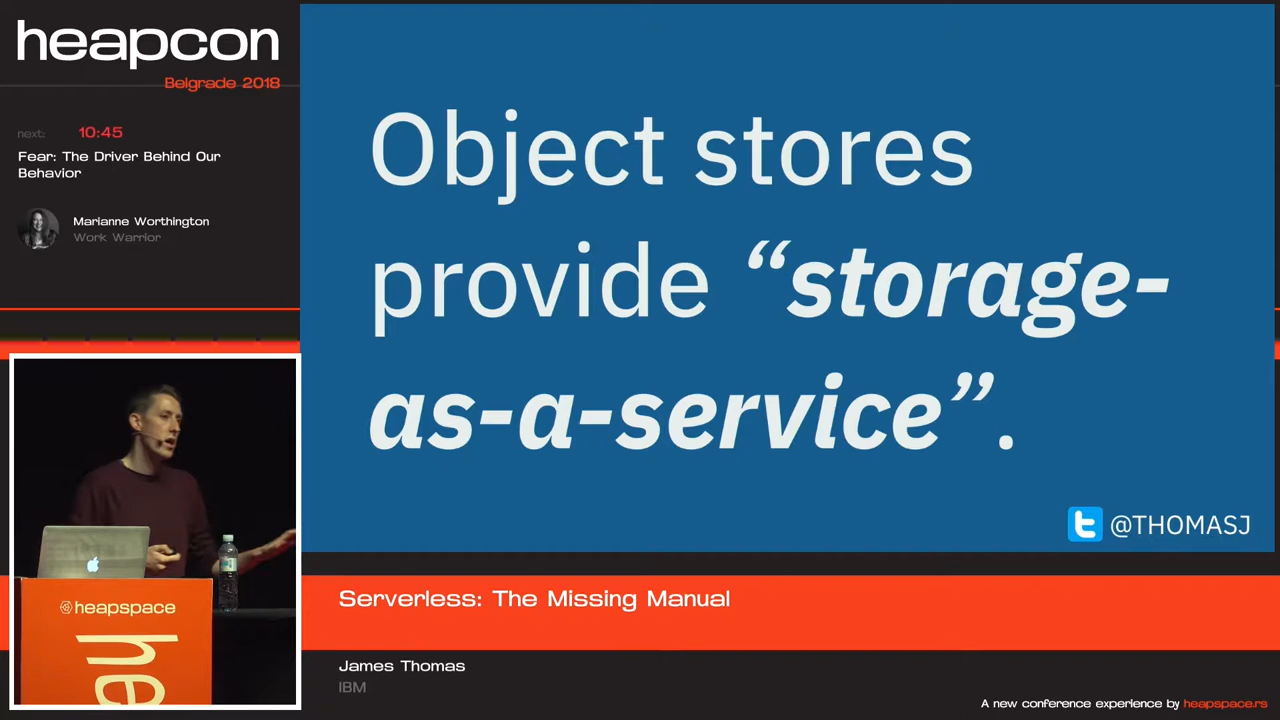 heapcon
Belgrade 2018
next: 10:45
Fear: The Driver Behind Our
Behavior
Marianne Worthington
Work Warrior
Object stores
provide “storage-
as-a-service”.
@THOMASJ
heapspace
he
Serverless: The Missing Manual
James Thomas
IBM
A new conference experience by heapspace.rs